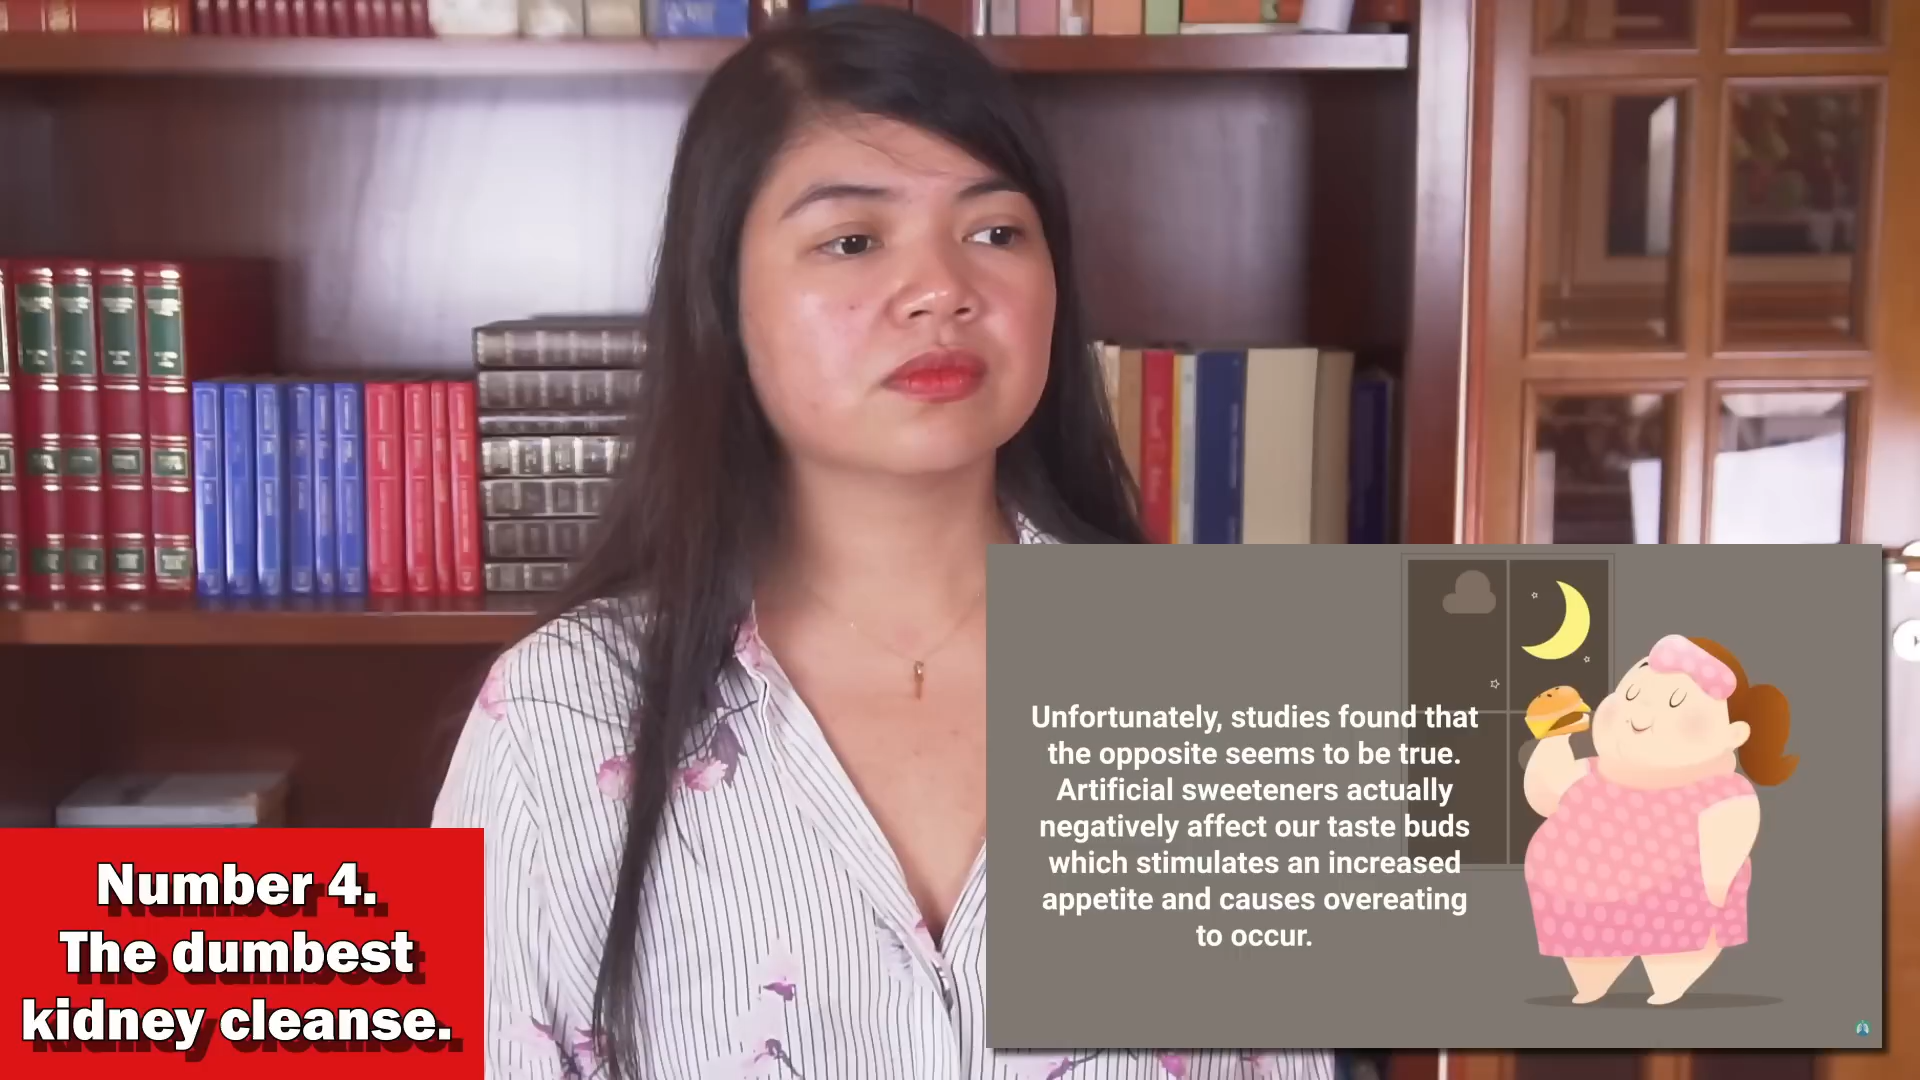 Number 4.
The dumbest
kidney cleanse.
Unfortunately, studies found that
the opposite seems to be true.
Artificial sweeteners actually
negatively affect our taste buds
which stimulates an increased
appetite and causes overeating
to occur.